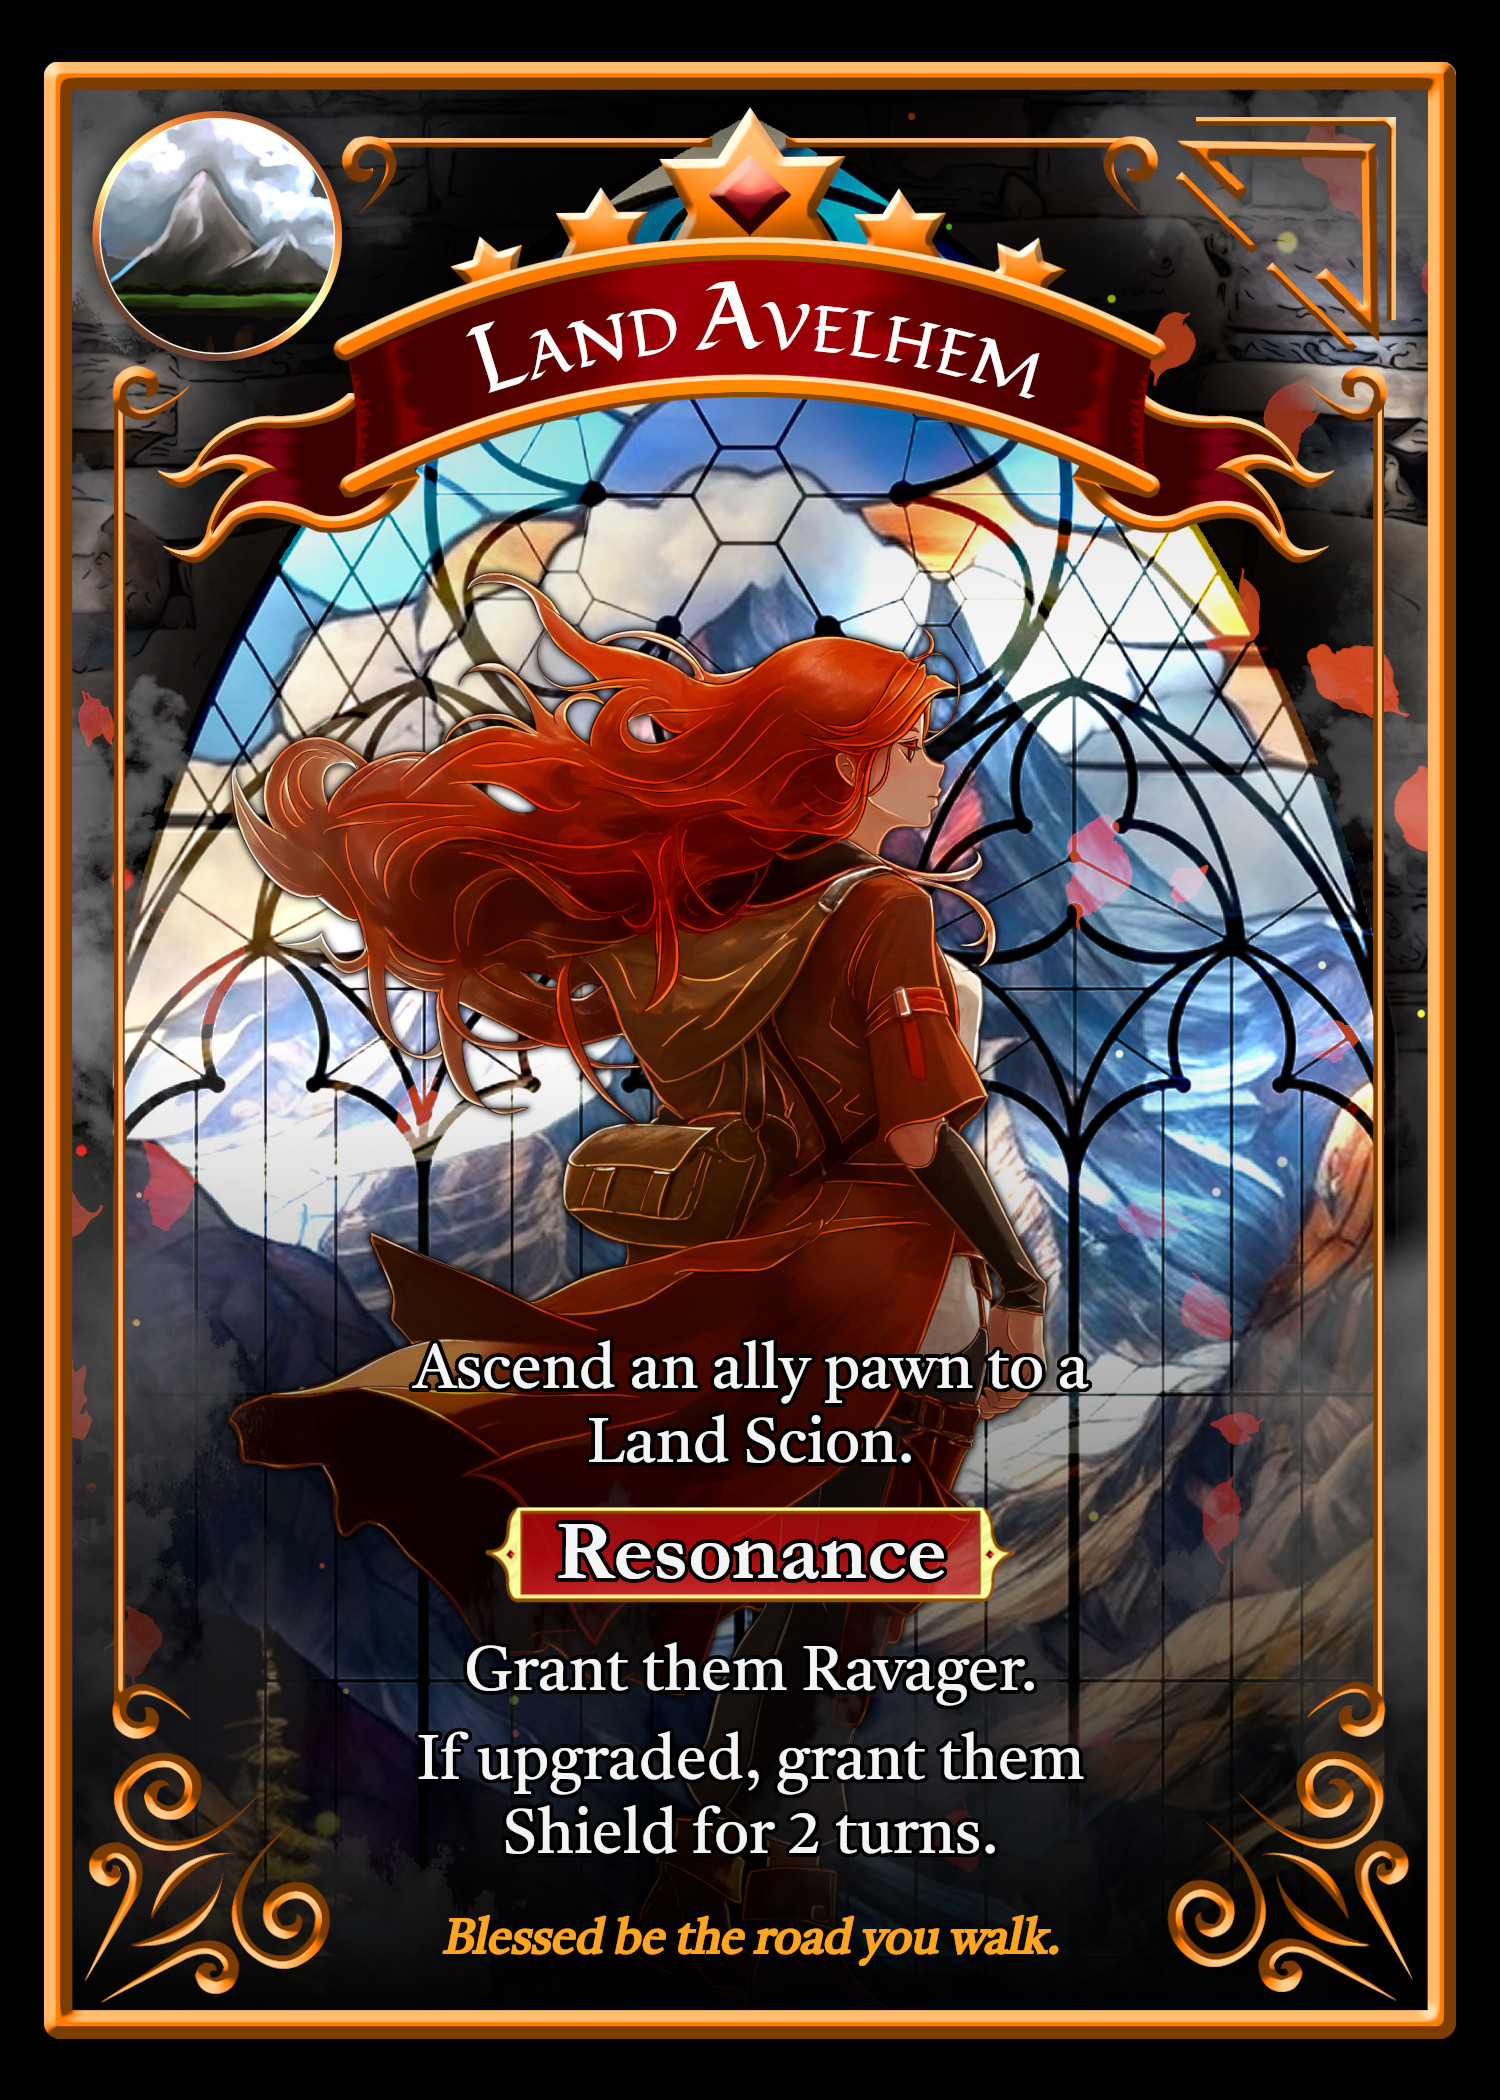 Land Avelhem
Ascend an ally pawn to a
Land Scion.
Resonance
Grant them Ravager.
If upgraded, grant them
Shield for 2 turns.
Blessed be the road you walk.